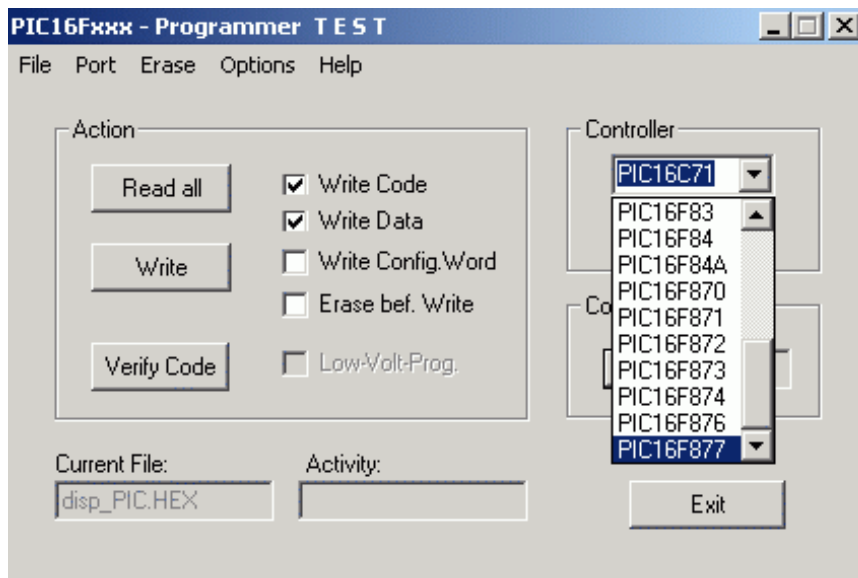 PIC16Fxxx - Programmer T E S T
File Port Erase Options Help
Action
Read all
Write
Verify Code
Write Code
Write Data
Write Config.Word
Erase bef. Write
Low-Volt-Prog.
Controller
PIC16C71
PIC16F83
PIC16F84
PIC16F84A
PIC16F870
PIC16F871
PIC16F872
PIC16F873
PIC16F874
PIC16F876
PIC16F877
Co
Current File:
disp_PIC.HEX
Activity:
Exit